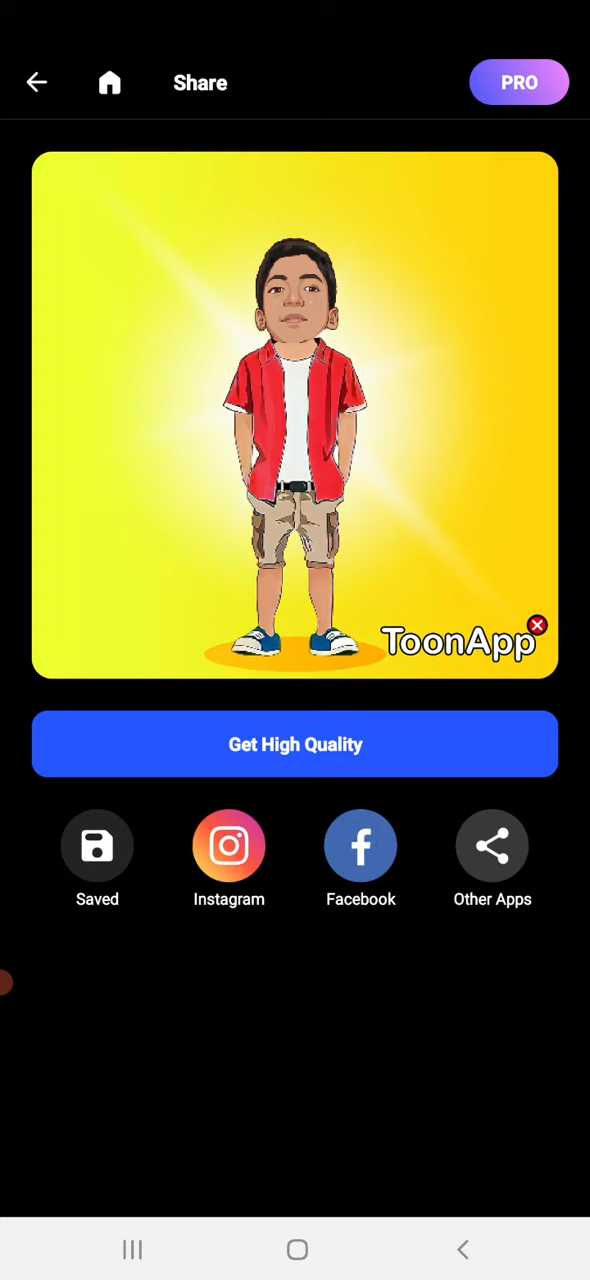 Share
PRO
ToonApp
Get High Quality
Saved
Instagram
Facebook
Other Apps